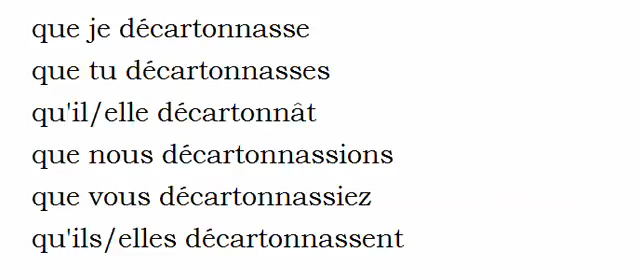 que je décartonnasse
que tu décartonnasses
qu'il/elle décartonnât
que nous décartonnassions
que vous décartonnassiez
qu'ils/elles décartonnassent